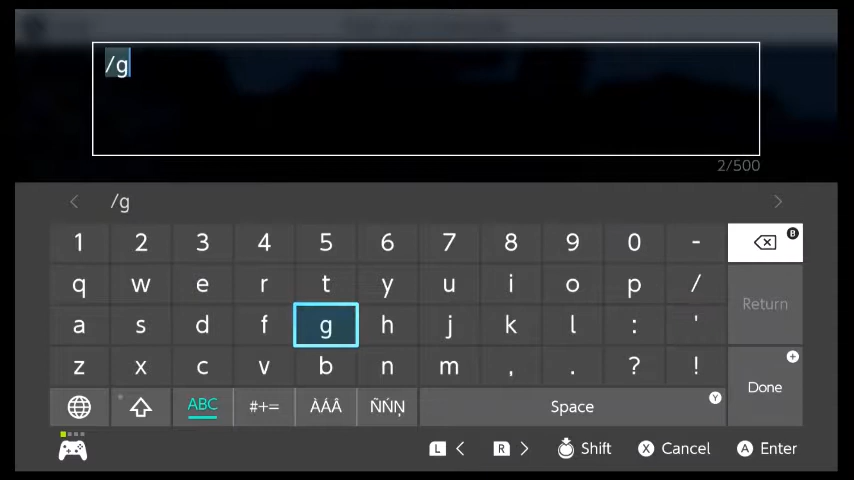 /g
2/500
< /g >
1 2 3 4 5 6 7 8 9 0 - B
q w e r t y u i o p / Return
a s d f g h j k l : '
z x c v b n m , . ? ! + Done
ABC #+= ÀÁÂ ÑŃŅ Space Y
L < R > Shift X Cancel A Enter